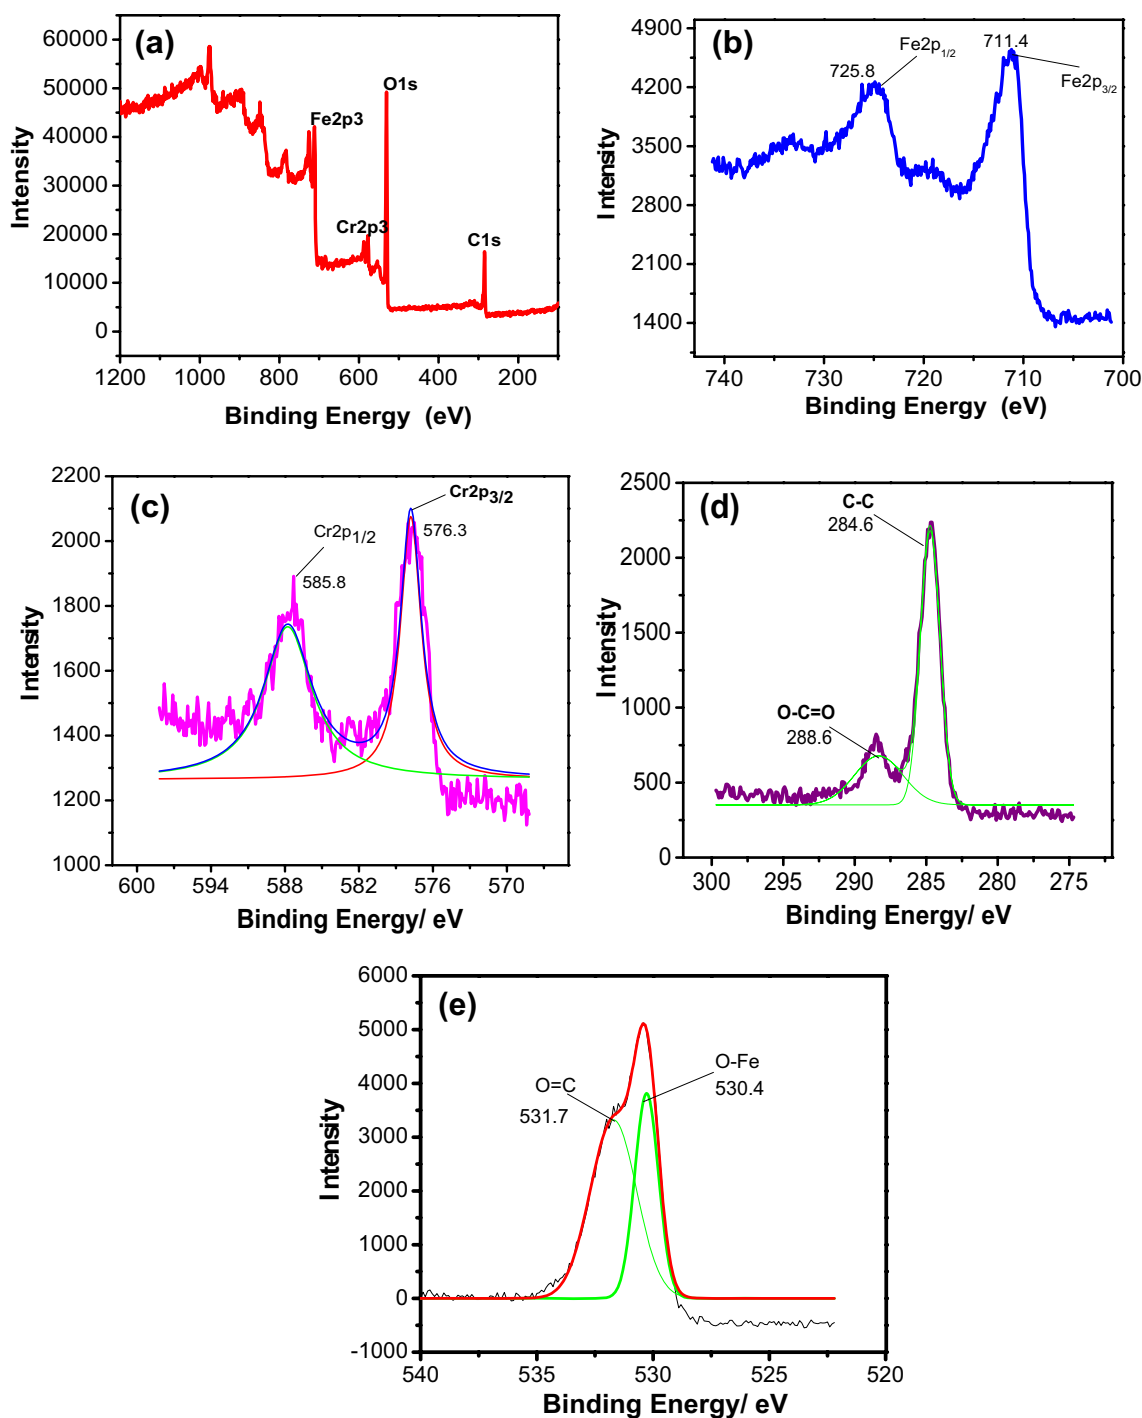 (a)
60000
50000
40000
30000
20000
10000
0
Intensity
O1s
Fe2p3
Cr2p3
C1s
1200 1000 800 600 400 200
Binding Energy (eV)
(b)
4900
4200
3500
2800
2100
1400
Intensity
Fe2p1/2
725.8
711.4
Fe2p3/2
740 730 720 710 700
Binding Energy (eV)
(c)
2200
2000
1800
1600
1400
1200
1000
Intensity
Cr2p3/2
576.3
Cr2p1/2
585.8
600 594 588 582 576 570
Binding Energy/ eV
(d)
2500
2000
1500
1000
500
0
Intensity
C-C
284.6
O-C=O
288.6
300 295 290 285 280 275
Binding Energy/ eV
(e)
6000
5000
4000
3000
2000
1000
0
-1000
Intensity
O=C
531.7
O-Fe
530.4
540 535 530 525 520
Binding Energy/ eV